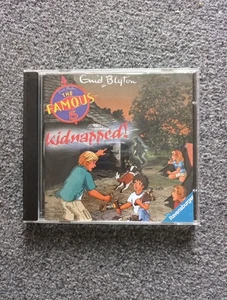 Enid Blyton
THE
FAMOUS
5
kidnapped!
Ravensburger